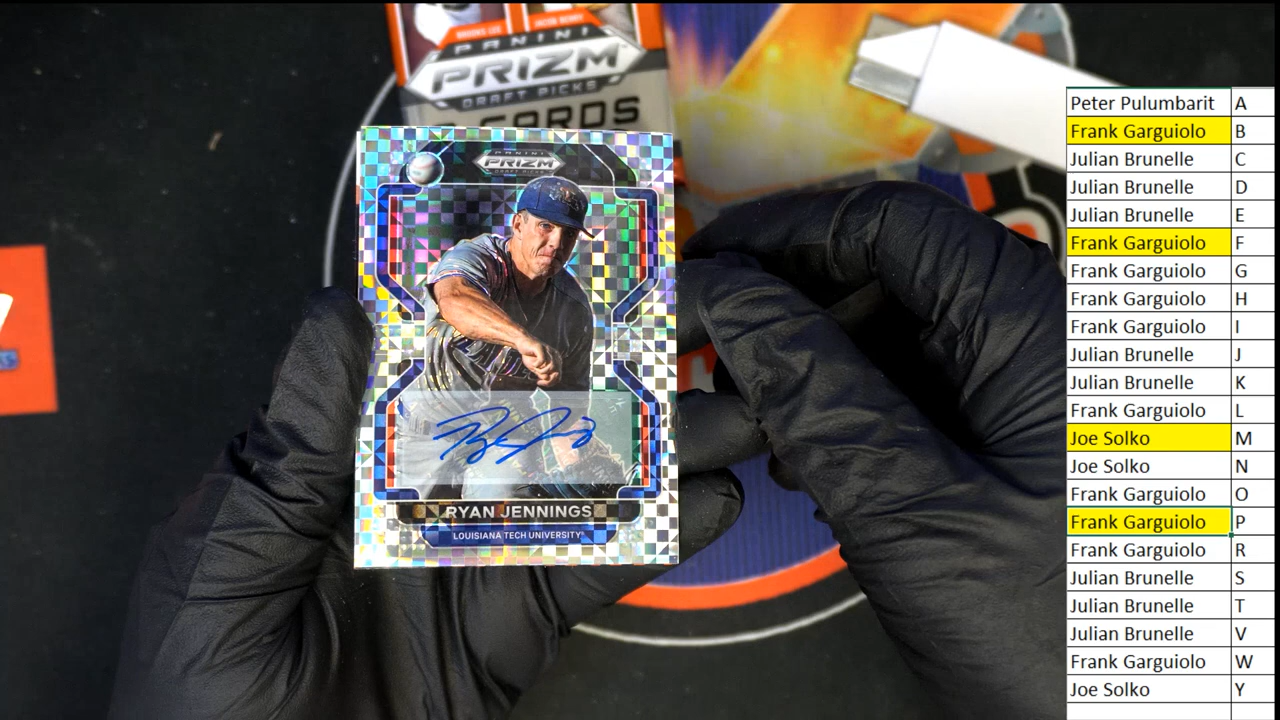 PANINI
PRIZM
DRAFT PICKS
CARDS
PANINI
PRIZM
DRAFT PICKS
RYAN JENNINGS
LOUISIANA TECH UNIVERSITY
Peter Pulumbarit A
Frank Garguiolo B
Julian Brunelle C
Julian Brunelle D
Julian Brunelle E
Frank Garguiolo F
Frank Garguiolo G
Frank Garguiolo H
Frank Garguiolo I
Julian Brunelle J
Julian Brunelle K
Frank Garguiolo L
Joe Solko M
Joe Solko N
Frank Garguiolo O
Frank Garguiolo P
Frank Garguiolo R
Julian Brunelle S
Julian Brunelle T
Julian Brunelle V
Frank Garguiolo W
Joe Solko Y